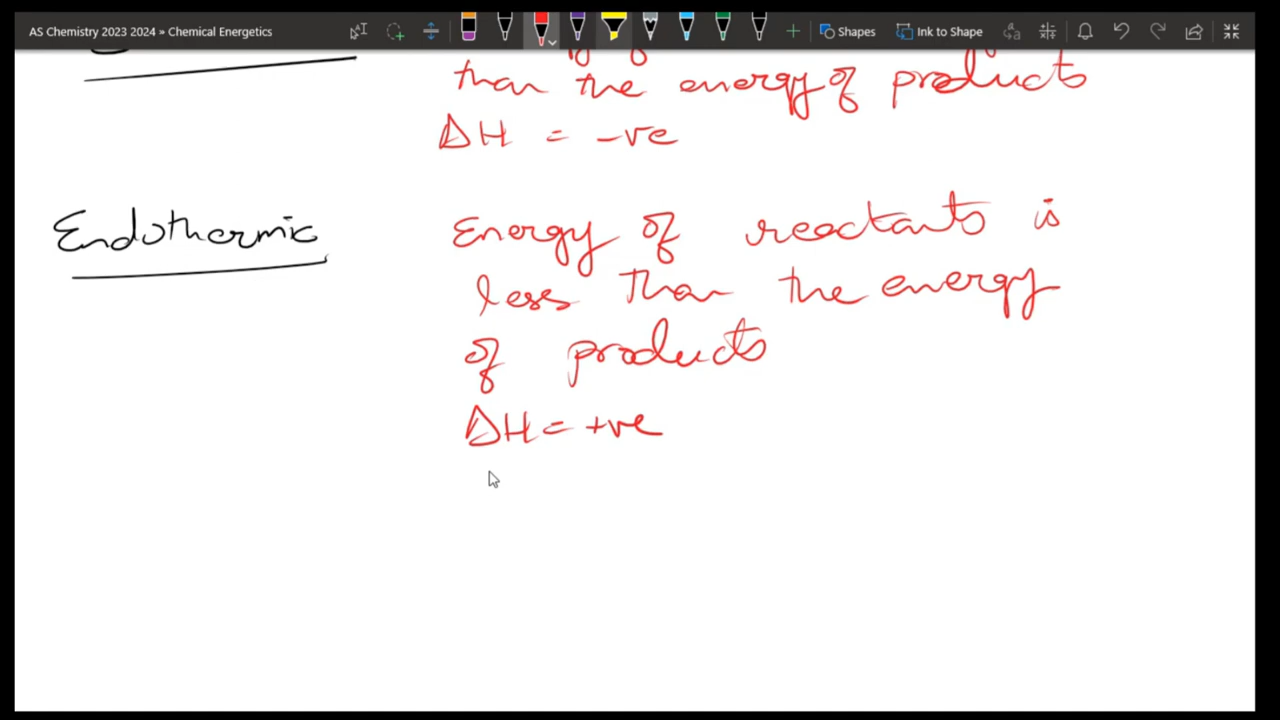 AS Chemistry 2023 2024 » Chemical Energetics
Shapes
Ink to Shape
than the energy of products
ΔH = -ve
Endothermic
Energy of reactants is
less than the energy
of products
ΔH = +ve